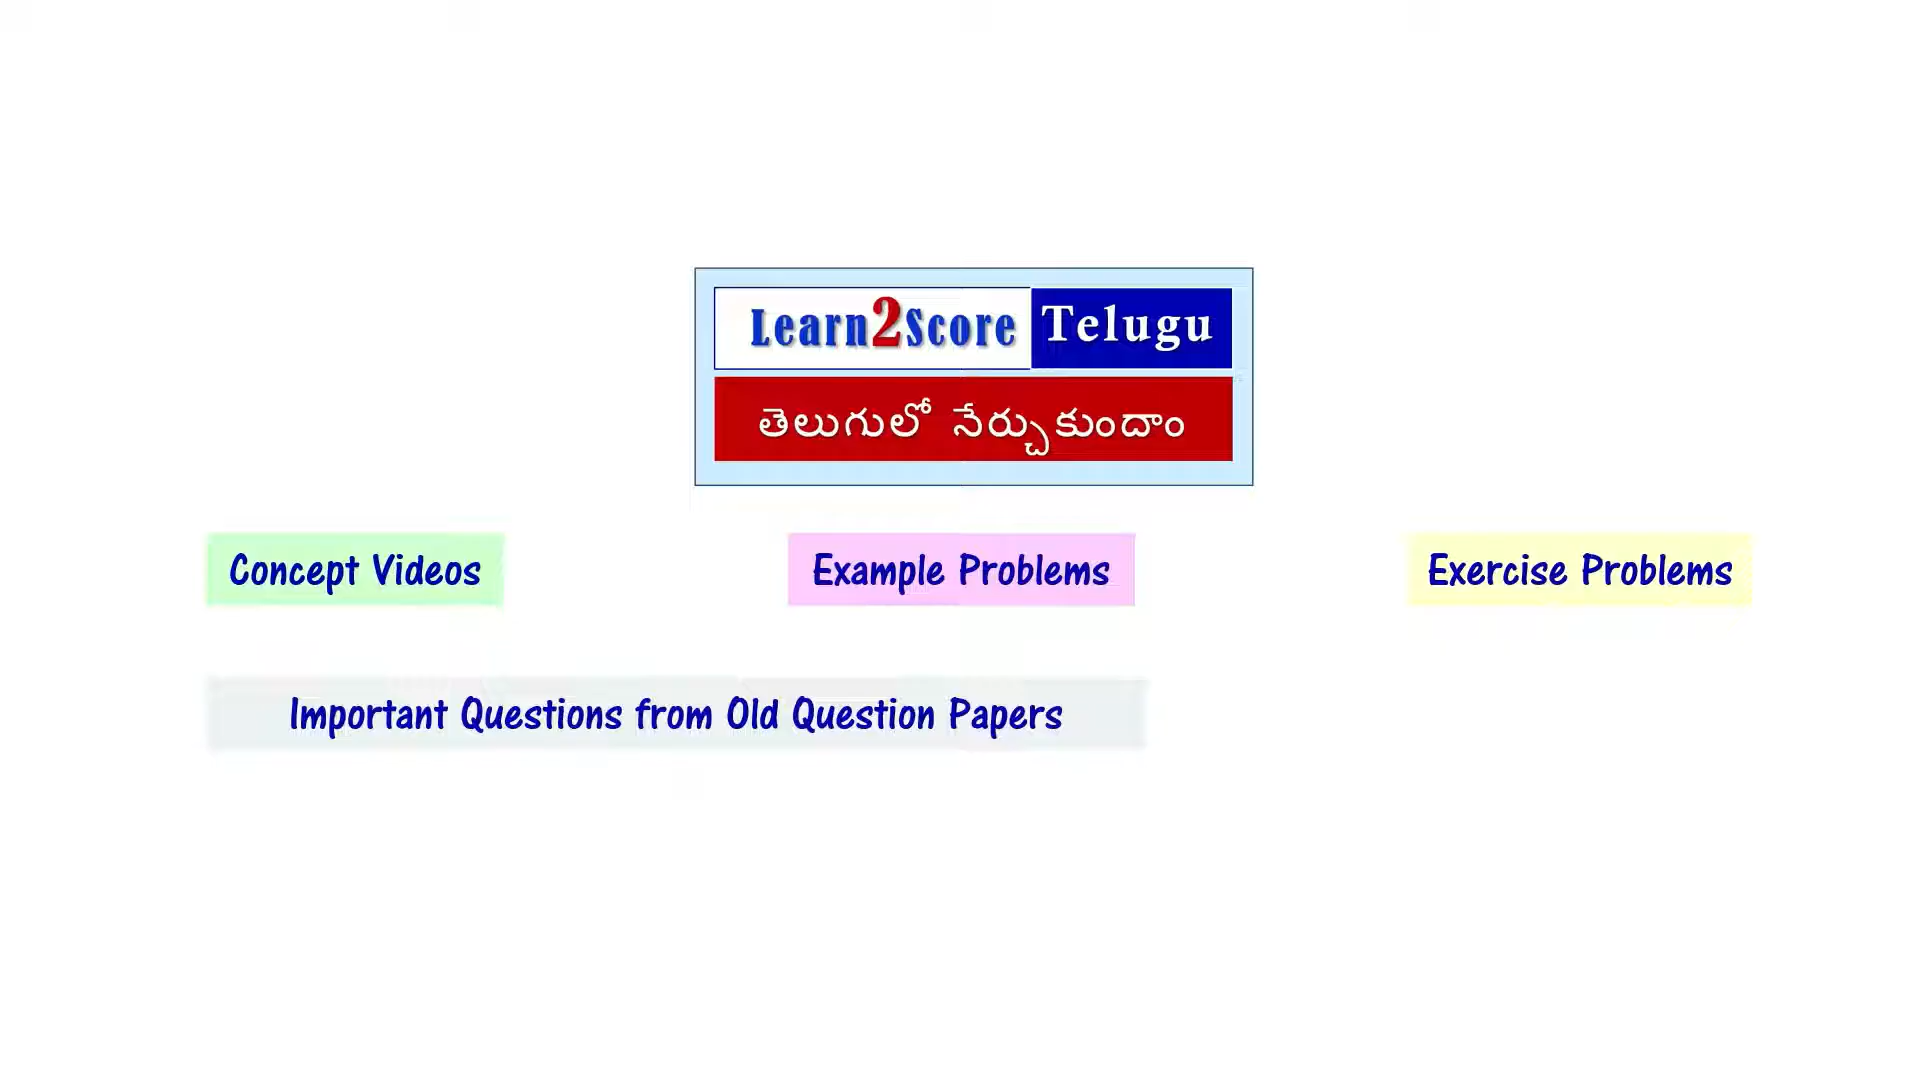 Learn2Score Telugu
తెలుగులో నేర్చుకుందాం
Concept Videos Example Problems Exercise Problems
Important Questions from Old Question Papers